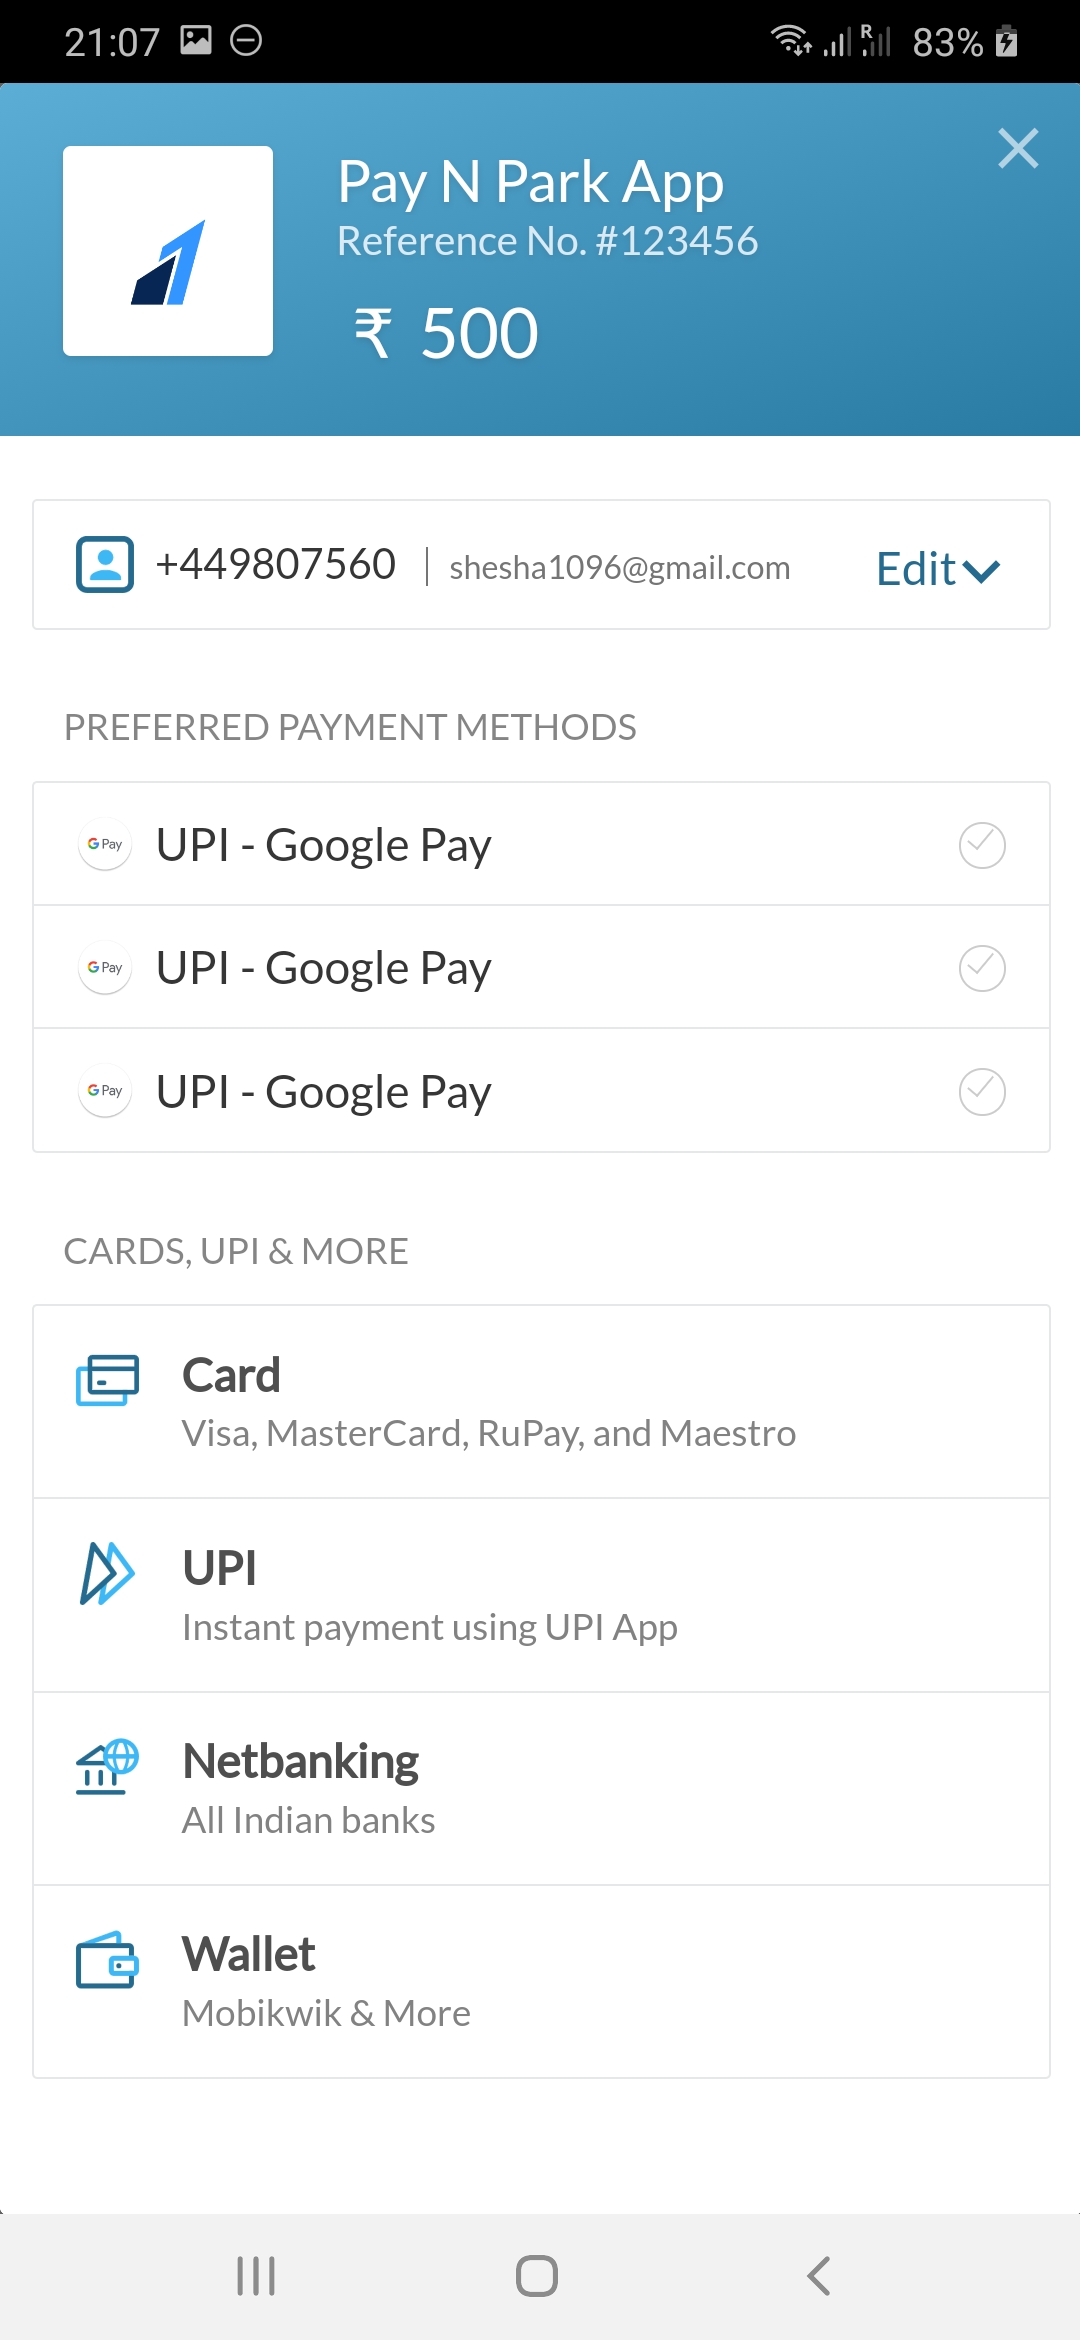 21:07 R 83%
Pay N Park App
Reference No. #123456
₹ 500
+449807560 | shesha1096@gmail.com Edit
PREFERRED PAYMENT METHODS
G Pay UPI - Google Pay
G Pay UPI - Google Pay
G Pay UPI - Google Pay
CARDS, UPI & MORE
Card
Visa, MasterCard, RuPay, and Maestro
UPI
Instant payment using UPI App
Netbanking
All Indian banks
Wallet
Mobikwik & More